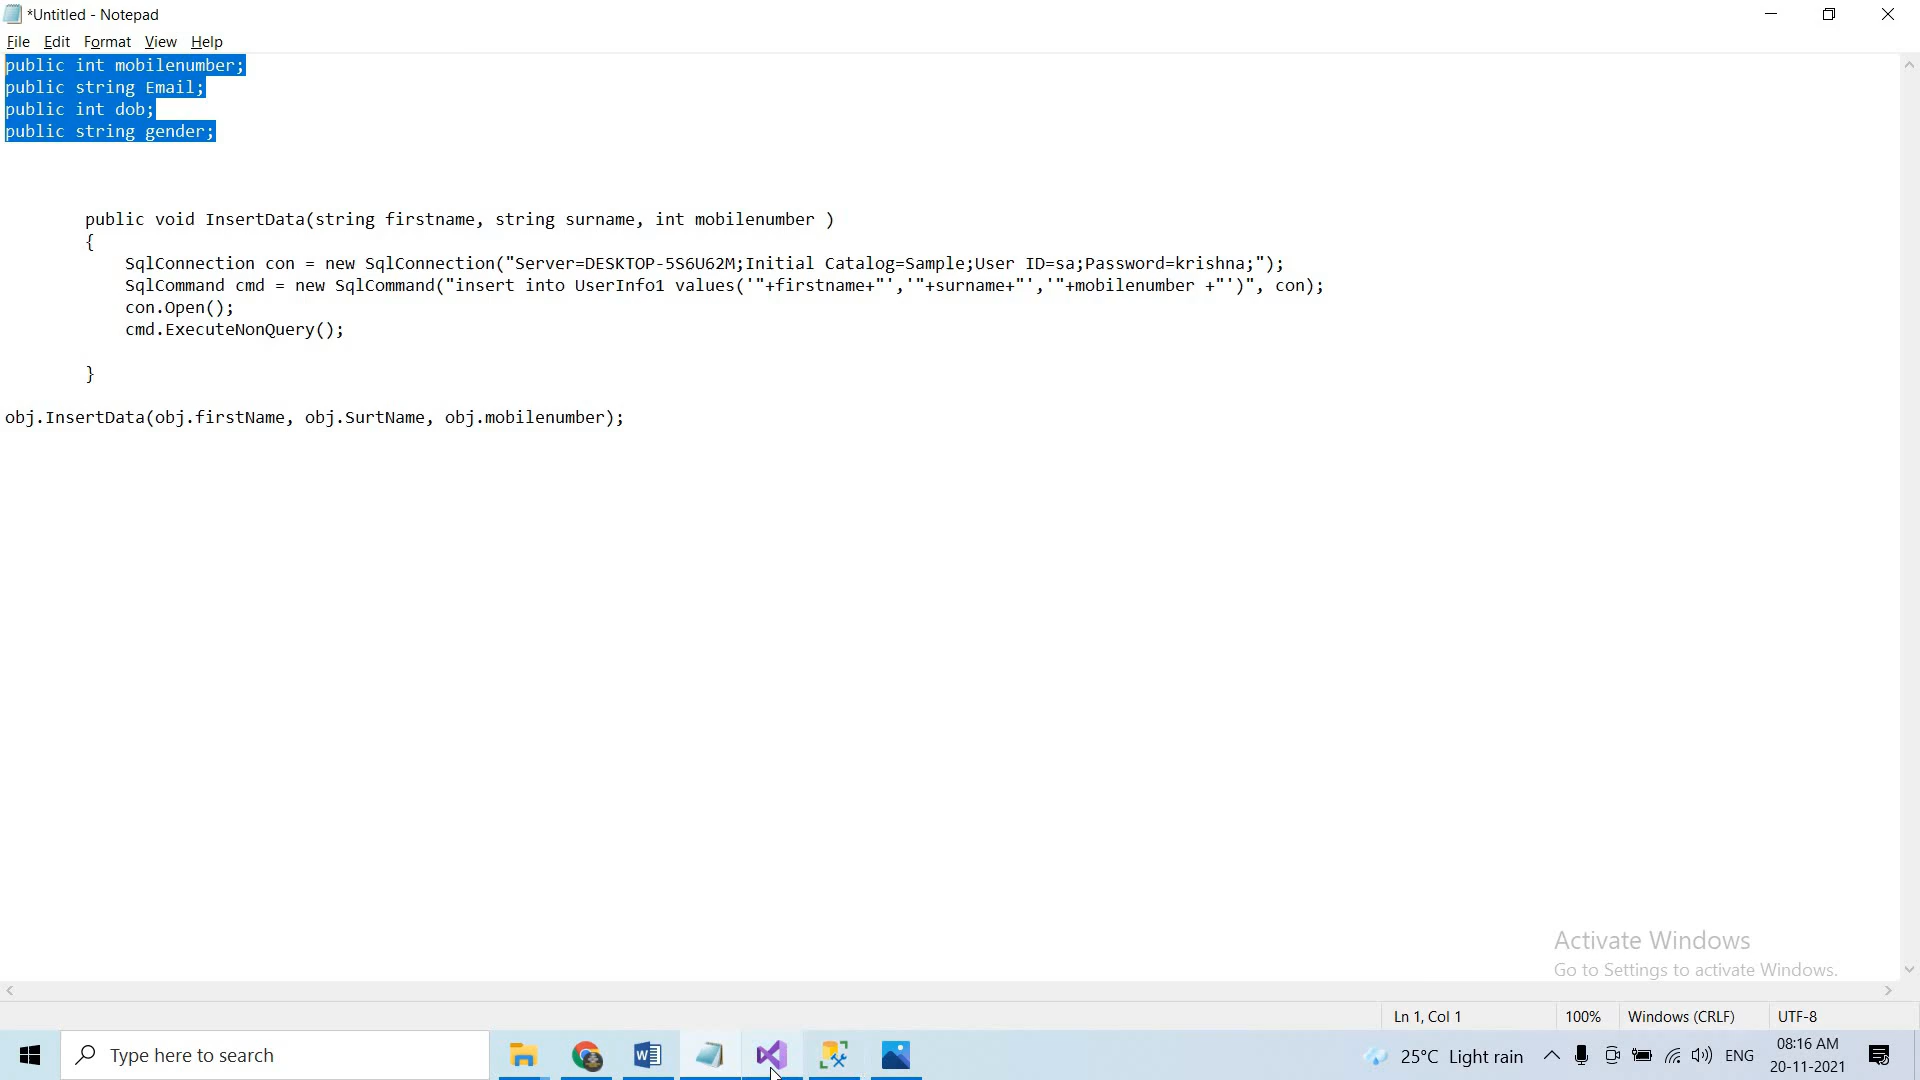 *Untitled - Notepad
File Edit Format View Help
public int mobilenumber;
public string Email;
public int dob;
public string gender;
public void InsertData(string firstname, string surname, int mobilenumber )
{
SqlConnection con = new SqlConnection("Server=DESKTOP-5S6U62M;Initial Catalog=Sample;User ID=sa;Password=krishna;");
SqlCommand cmd = new SqlCommand("insert into UserInfo1 values('"+firstname+"','"+surname+"','"+mobilenumber +"')", con);
con.Open();
cmd.ExecuteNonQuery();
}
obj.InsertData(obj.firstName, obj.SurtName, obj.mobilenumber);
Activate Windows
Go to Settings to activate Windows.
Ln 1, Col 1 100% Windows (CRLF) UTF-8
Type here to search 25°C Light rain ENG 08:16 AM
20-11-2021